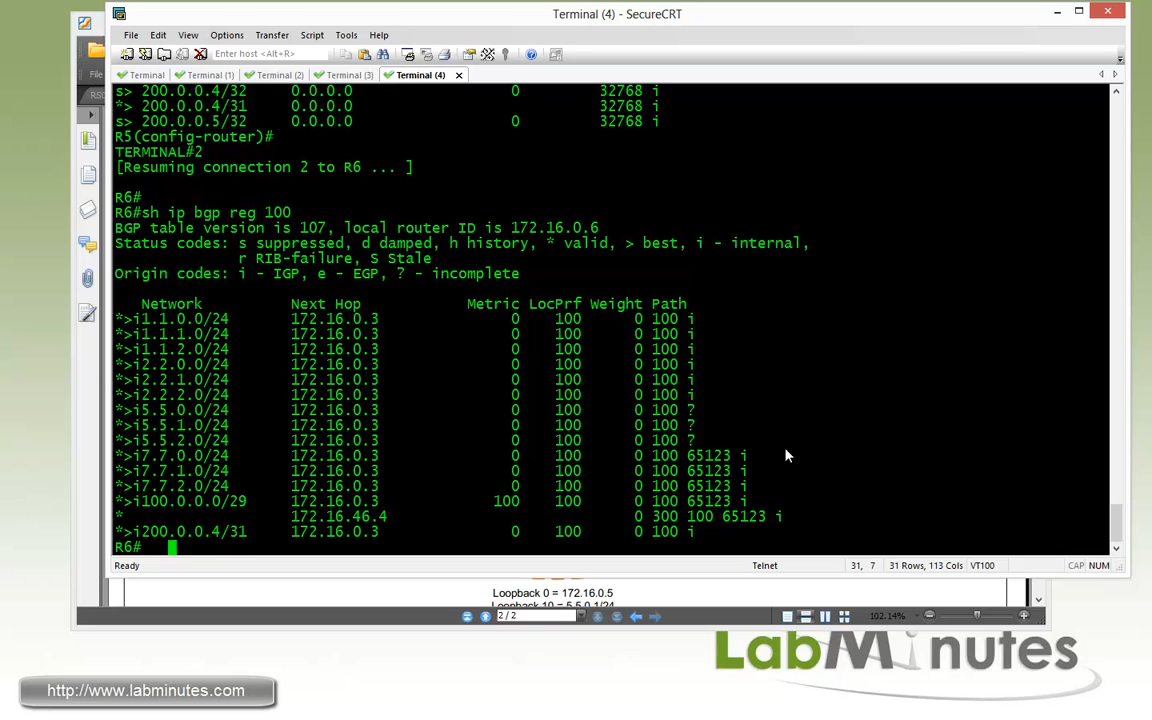 Terminal (4) - SecureCRT
File Edit View Options Transfer Script Tools Help
Enter host <Alt+R>
Terminal Terminal (1) Terminal (2) Terminal (3) Terminal (4)
s> 200.0.0.4/32 0.0.0.0 0 32768 i
*> 200.0.0.4/31 0.0.0.0 32768 i
s> 200.0.0.5/32 0.0.0.0 0 32768 i
R5(config-router)#
TERMINAL#2
[Resuming connection 2 to R6 ... ]
R6#
R6#sh ip bgp reg 100
BGP table version is 107, local router ID is 172.16.0.6
Status codes: s suppressed, d damped, h history, * valid, > best, i - internal,
r RIB-failure, S Stale
Origin codes: i - IGP, e - EGP, ? - incomplete
Network Next Hop Metric LocPrf Weight Path
*>i1.1.0.0/24 172.16.0.3 0 100 0 100 i
*>i1.1.1.0/24 172.16.0.3 0 100 0 100 i
*>i1.1.2.0/24 172.16.0.3 0 100 0 100 i
*>i2.2.0.0/24 172.16.0.3 0 100 0 100 i
*>i2.2.1.0/24 172.16.0.3 0 100 0 100 i
*>i2.2.2.0/24 172.16.0.3 0 100 0 100 i
*>i5.5.0.0/24 172.16.0.3 0 100 0 100 ?
*>i5.5.1.0/24 172.16.0.3 0 100 0 100 ?
*>i5.5.2.0/24 172.16.0.3 0 100 0 100 ?
*>i7.7.0.0/24 172.16.0.3 0 100 0 100 65123 i
*>i7.7.1.0/24 172.16.0.3 0 100 0 100 65123 i
*>i7.7.2.0/24 172.16.0.3 0 100 0 100 65123 i
*>i100.0.0.0/29 172.16.0.3 100 100 0 100 65123 i
* 172.16.46.4 0 300 100 65123 i
*>i200.0.0.4/31 172.16.0.3 0 100 0 100 i
R6#
Ready Telnet 31, 7 31 Rows, 113 Cols VT100 CAP NUM
Loopback 0 = 172.16.0.5
Loopback 10 = 5.5.0.1/24
2 / 2 102.14%
LabMinutes
http://www.labminutes.com